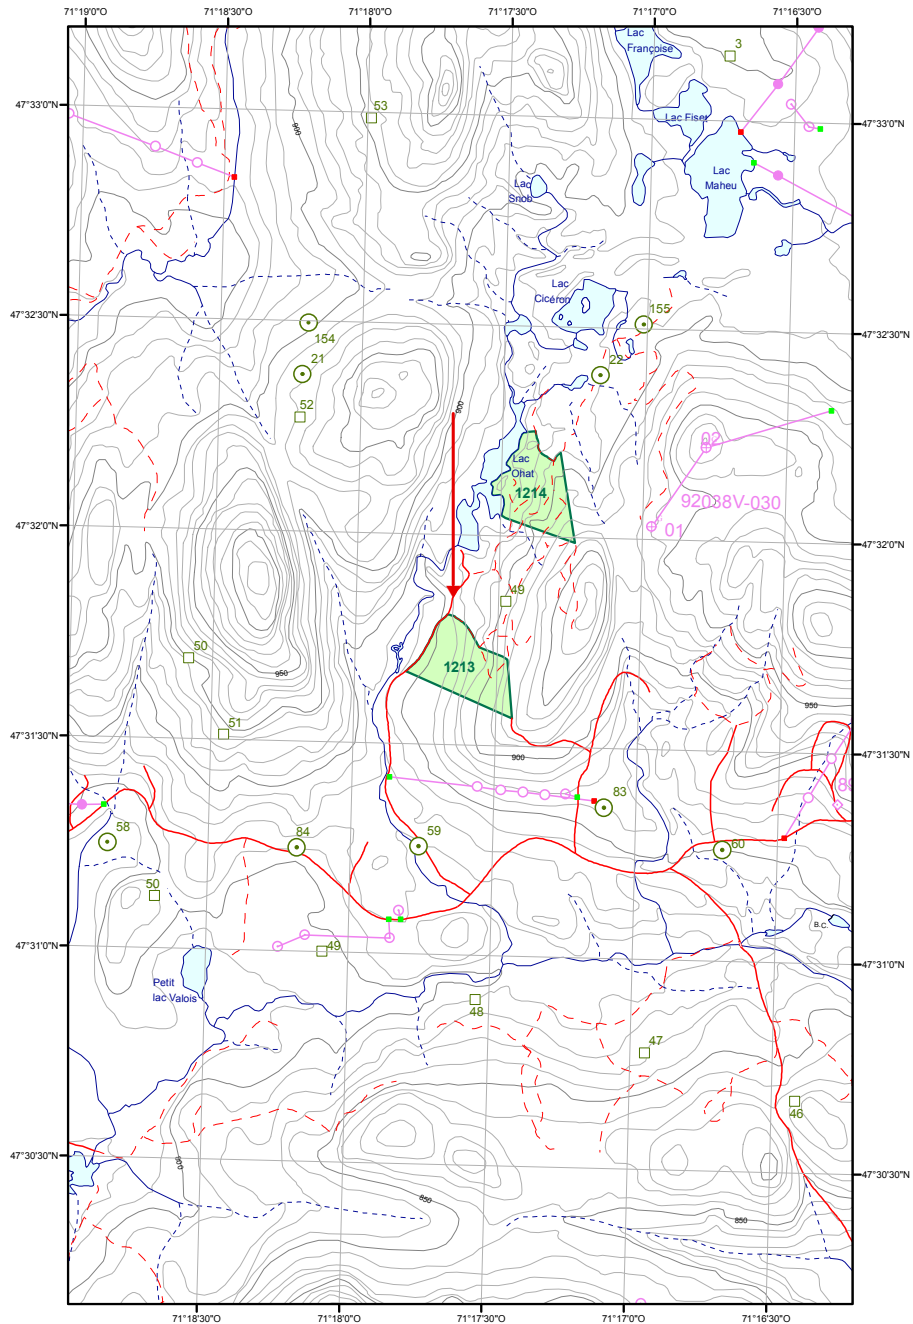 71°19'0"O 71°18'30"O 71°18'0"O 71°17'30"O 71°17'0"O 71°16'30"O
Lac
Françoise
3
47°33'0"N
53
900
Lac Fiset
47°33'0"N
Lac
Maheu
Lac
Snob
Lac
Cicéron
47°32'30"N
155
154
47°32'30"N
21
22
52
900
02
Lac
Ohat
1214
92038V-030
47°32'0"N
01
47°32'0"N
49
50
1213
950
950
51
47°31'30"N
900
47°31'30"N
83
58
84
59
60
50
B.C.
47°31'0"N
49
47°31'0"N
Petit
lac Valois
48
47
46
47°30'30"N
900
47°30'30"N
850
850
71°18'30"O 71°18'0"O 71°17'30"O 71°17'0"O 71°16'30"O